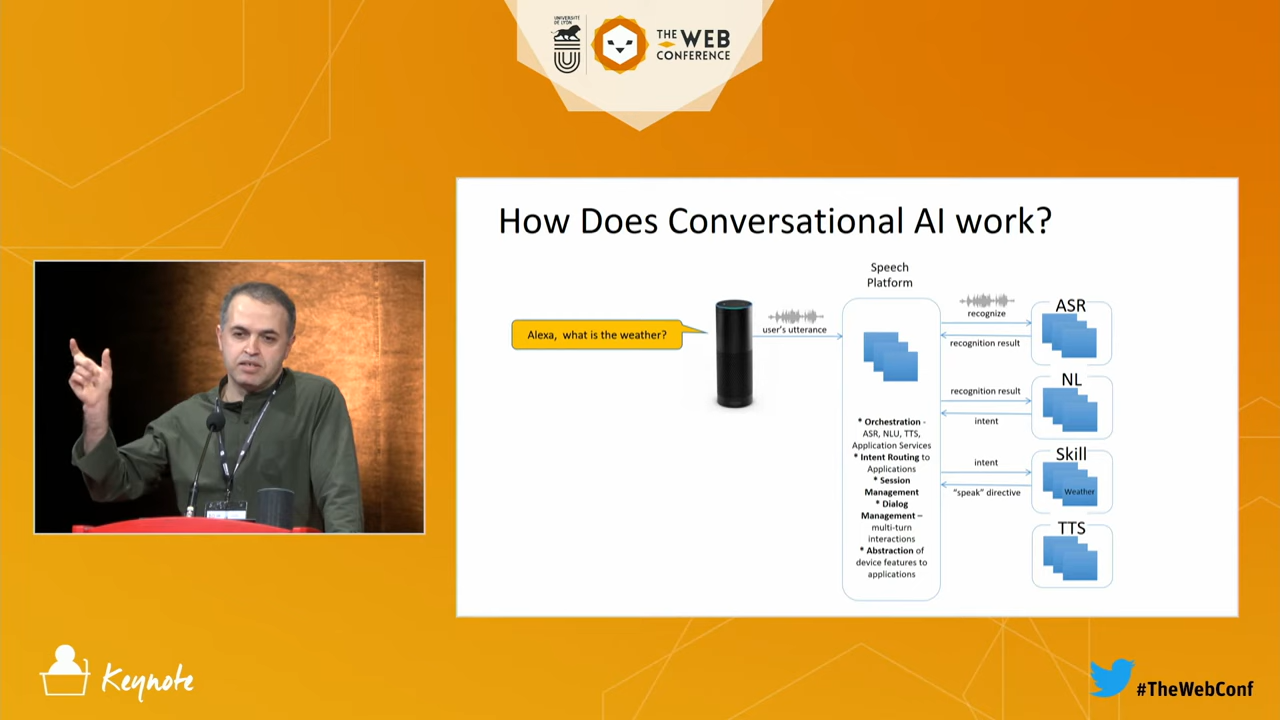 UNIVERSITÉ
DE LYON
THE WEB
CONFERENCE
How Does Conversational AI work?
Alexa, what is the weather?
user's utterance
Speech
Platform
* Orchestration -
ASR, NLU, TTS,
Application Services
* Intent Routing to
Applications
* Session
Management
* Dialog
Management –
multi-turn
interactions
* Abstraction of
device features to
applications
recognize
recognition result
ASR
recognition result
intent
NL
intent
"speak" directive
Skill
Weather
TTS
Keynote
#TheWebConf